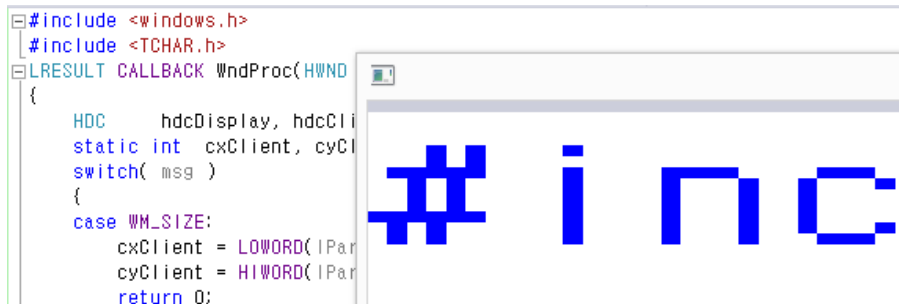 #include <windows.h>
#include <TCHAR.h>
LRESULT CALLBACK WndProc(HWND
{
HDC hdcDisplay, hdcCli
static int cxClient, cyCl
switch( msg )
{
case WM_SIZE:
cxClient = LOWORD(lPar
cyClient = HIWORD(lPar
return 0;
#inc